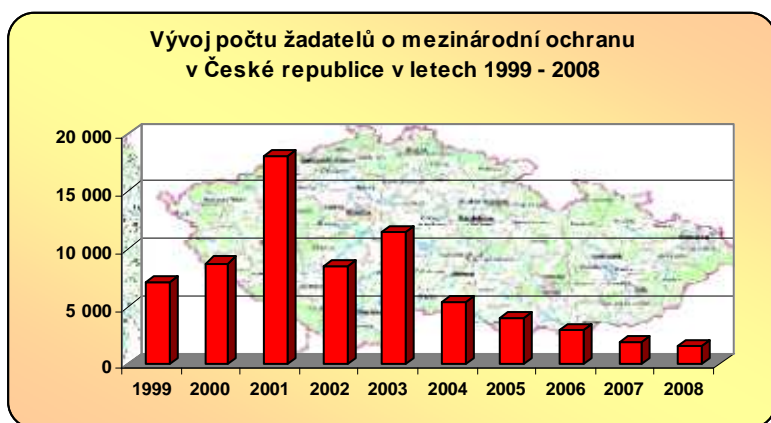 Vývoj počtu žadatelů o mezinárodní ochranu
v České republice v letech 1999 - 2008
20 000
15 000
10 000
5 000
0
1999 2000 2001 2002 2003 2004 2005 2006 2007 2008